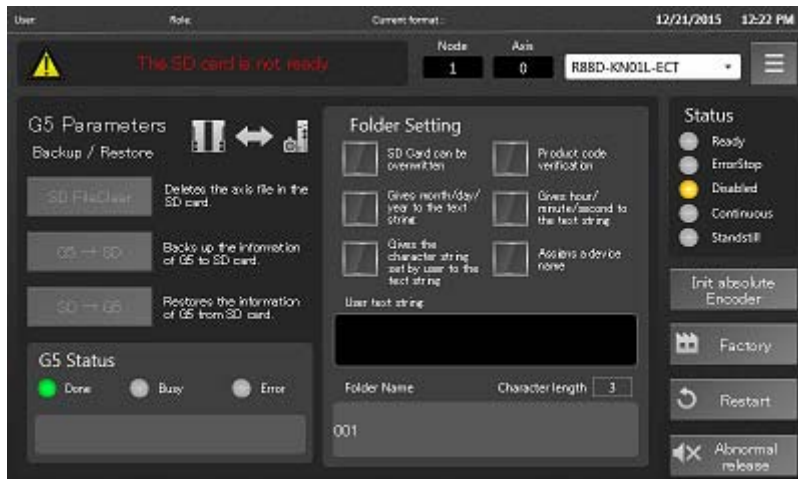 User: Role: Current format : 12/21/2015 12:22 PM
The SD card is not ready
Node Axis
1 0 R88D-KN01L-ECT
G5 Parameters
Backup / Restore
SD FileClear
Deletes the axis file in the
SD card.
G5 → SD
Backs up the information
of G5 to SD card.
SD → G5
Restores the information
of G5 from SD card.
G5 Status
Done Busy Error
Folder Setting
SD Card can be
overwritten
Product code
verification
Gives month/day/
year to the text
string
Gives hour/
minute/second to
the text string
Gives the
character string
set by user to the
text string
Assigns a device
name
User text string
Folder Name Character length 3
001
Status
Ready
ErrorStop
Disabled
Continuous
Standstill
Init absolute
Encoder
Factory
Restart
Abnormal
release